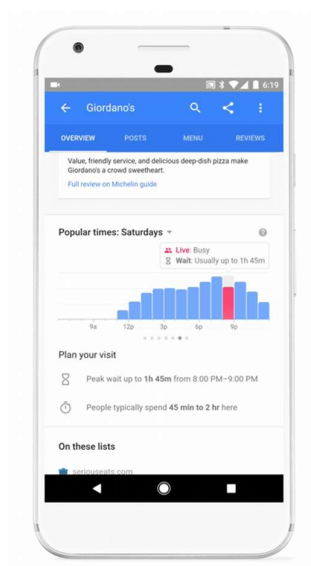 6:19
Giordano's
OVERVIEW POSTS MENU REVIEWS
Value, friendly service, and delicious deep-dish pizza make
Giordano's a crowd sweetheart.
Full review on Michelin guide
Popular times: Saturdays
Live: Busy
Wait: Usually up to 1h 45m
9a 12p 3p 6p 9p
Plan your visit
Peak wait up to 1h 45m from 8:00 PM–9:00 PM
People typically spend 45 min to 2 hr here
On these lists
seriouseats.com